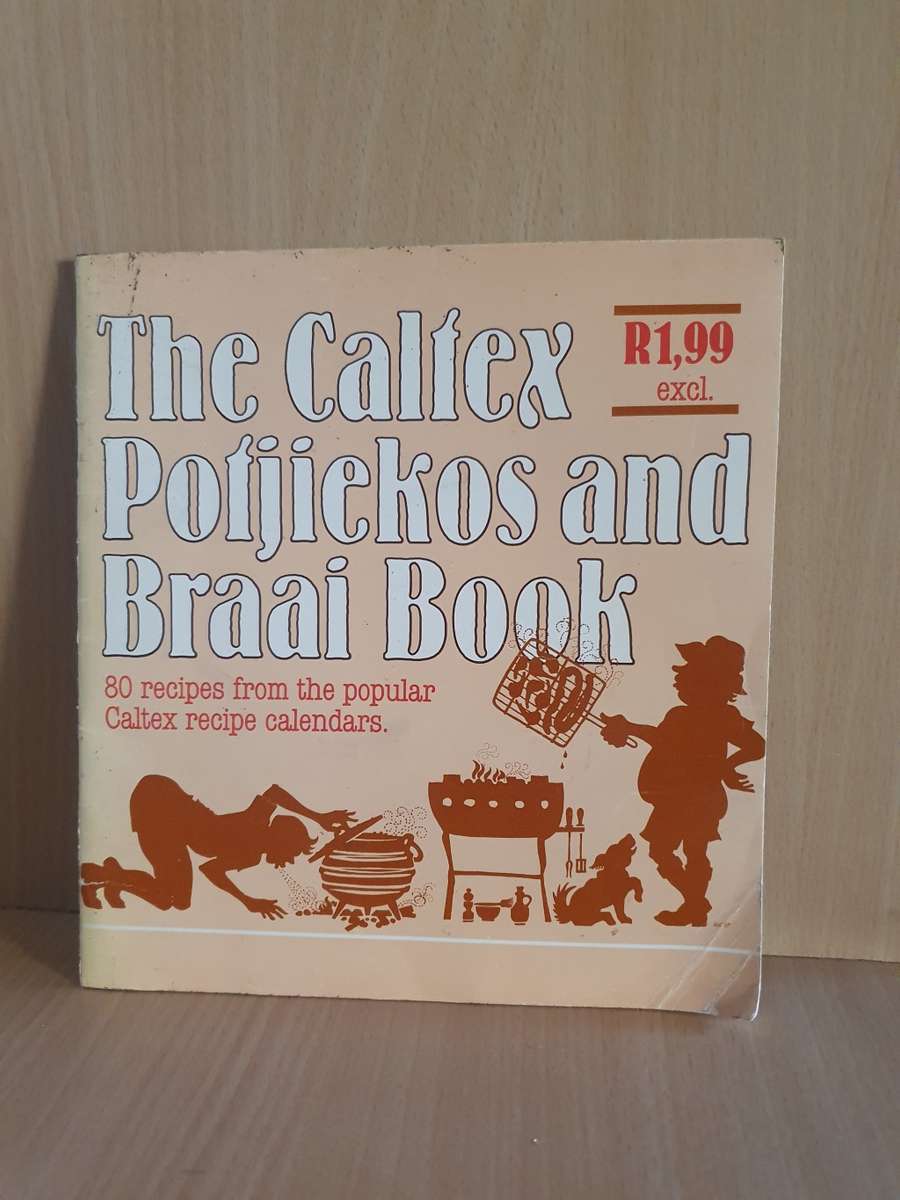 The Caltex
R1,99
excl.
Potjiekos and
Braai Book
80 recipes from the popular
Caltex recipe calendars.